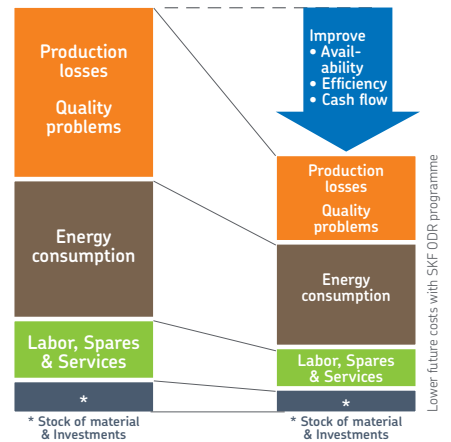 Production
losses
Quality
problems
Energy
consumption
Labor, Spares
& Services
*
* Stock of material
& Investments
Improve
• Avail-
ability
• Efficiency
• Cash flow
Production
losses
Quality
problems
Energy
consumption
Labor, Spares
& Services
*
* Stock of material
& Investments
Lower future costs with SKF ODR programme